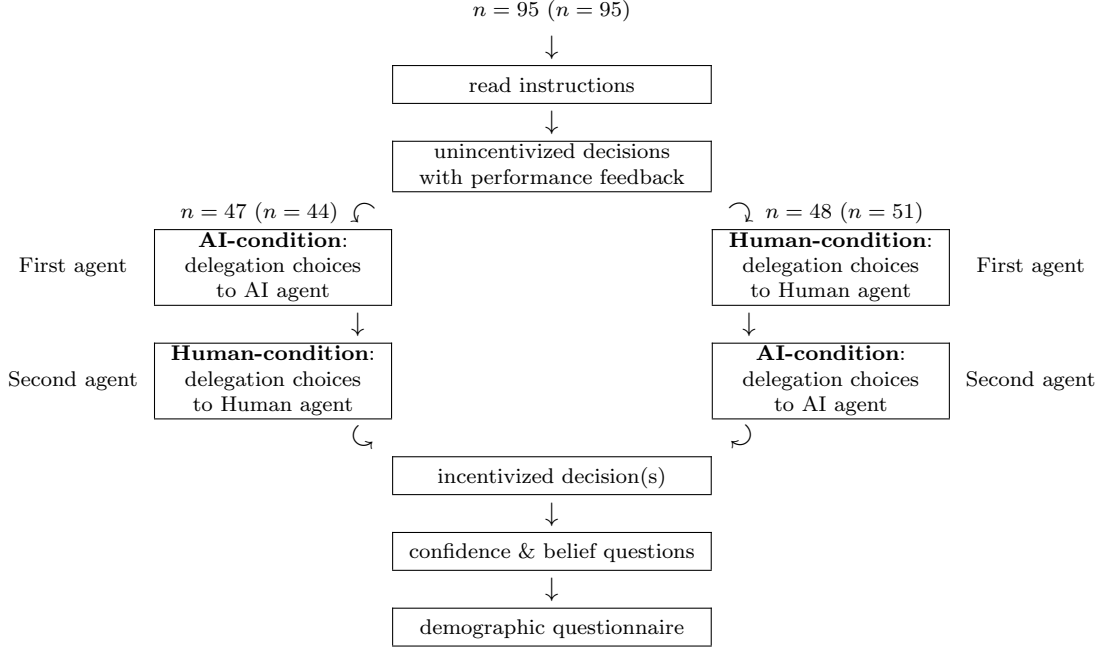 n = 95 (n = 95)
read instructions
unincentivized decisions
with performance feedback
n = 47 (n = 44)
n = 48 (n = 51)
First agent
AI-condition:
delegation choices
to AI agent
Human-condition:
delegation choices
to Human agent
First agent
Second agent
Human-condition:
delegation choices
to Human agent
AI-condition:
delegation choices
to AI agent
Second agent
incentivized decision(s)
confidence & belief questions
demographic questionnaire